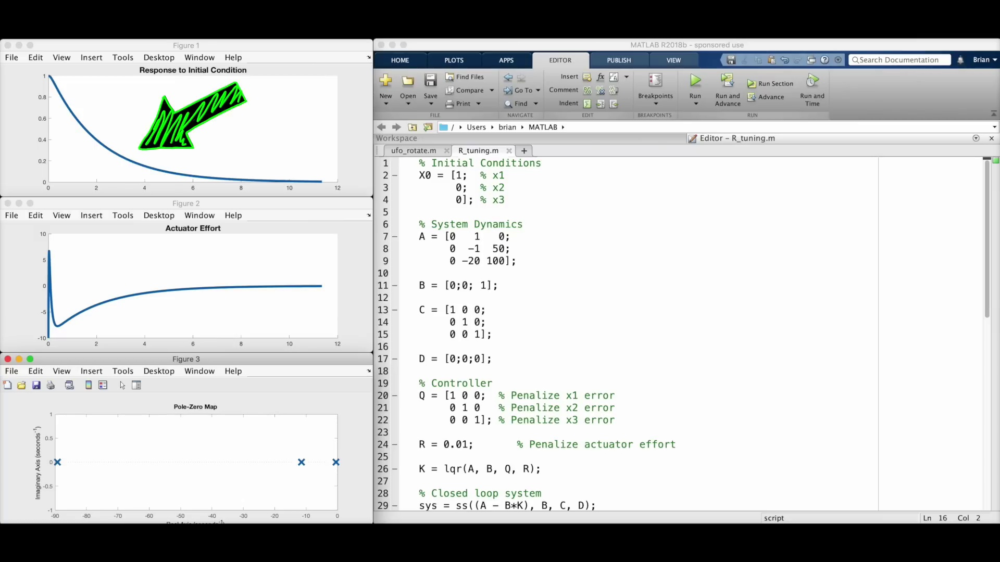 Figure 1
File Edit View Insert Tools Desktop Window Help
Response to Initial Condition
1
0.8
0.6
0.4
0.2
0
0 2 4 6 8 10 12
Figure 2
File Edit View Insert Tools Desktop Window Help
Actuator Effort
10
5
0
-5
-10
0 2 4 6 8 10 12
Figure 3
File Edit View Insert Tools Desktop Window Help
Pole-Zero Map
Imaginary Axis (seconds⁻¹)
1
0.5
0
-0.5
-1
-90 -80 -70 -60 -50 -40 -30 -20 -10 0
MATLAB R2018b - sponsored use
HOME PLOTS APPS EDITOR PUBLISH VIEW
Search Documentation
Brian
New Open Save
Find Files
Compare
Print
Go To
Find
Insert fx
Comment
Indent
Breakpoints
Run
Run and Advance
Run Section
Advance
Run and Time
FILE NAVIGATE EDIT BREAKPOINTS RUN
/ Users brian MATLAB
Workspace
Editor – R_tuning.m
ufo_rotate.m R_tuning.m +
1 % Initial Conditions
2 – X0 = [1; % x1
3 0; % x2
4 0]; % x3
5
6 % System Dynamics
7 – A = [0 1 0;
8 0 –1 50;
9 0 –20 100];
10
11 – B = [0;0; 1];
12
13 – C = [1 0 0;
14 0 1 0;
15 0 0 1];
16
17 – D = [0;0;0];
18
19 % Controller
20 – Q = [1 0 0; % Penalize x1 error
21 0 1 0 % Penalize x2 error
22 0 0 1]; % Penalize x3 error
23
24 – R = 0.01; % Penalize actuator effort
25
26 – K = lqr(A, B, Q, R);
27
28 % Closed loop system
29 – sys = ss((A – B*K), B, C, D);
script
Ln 16 Col 2